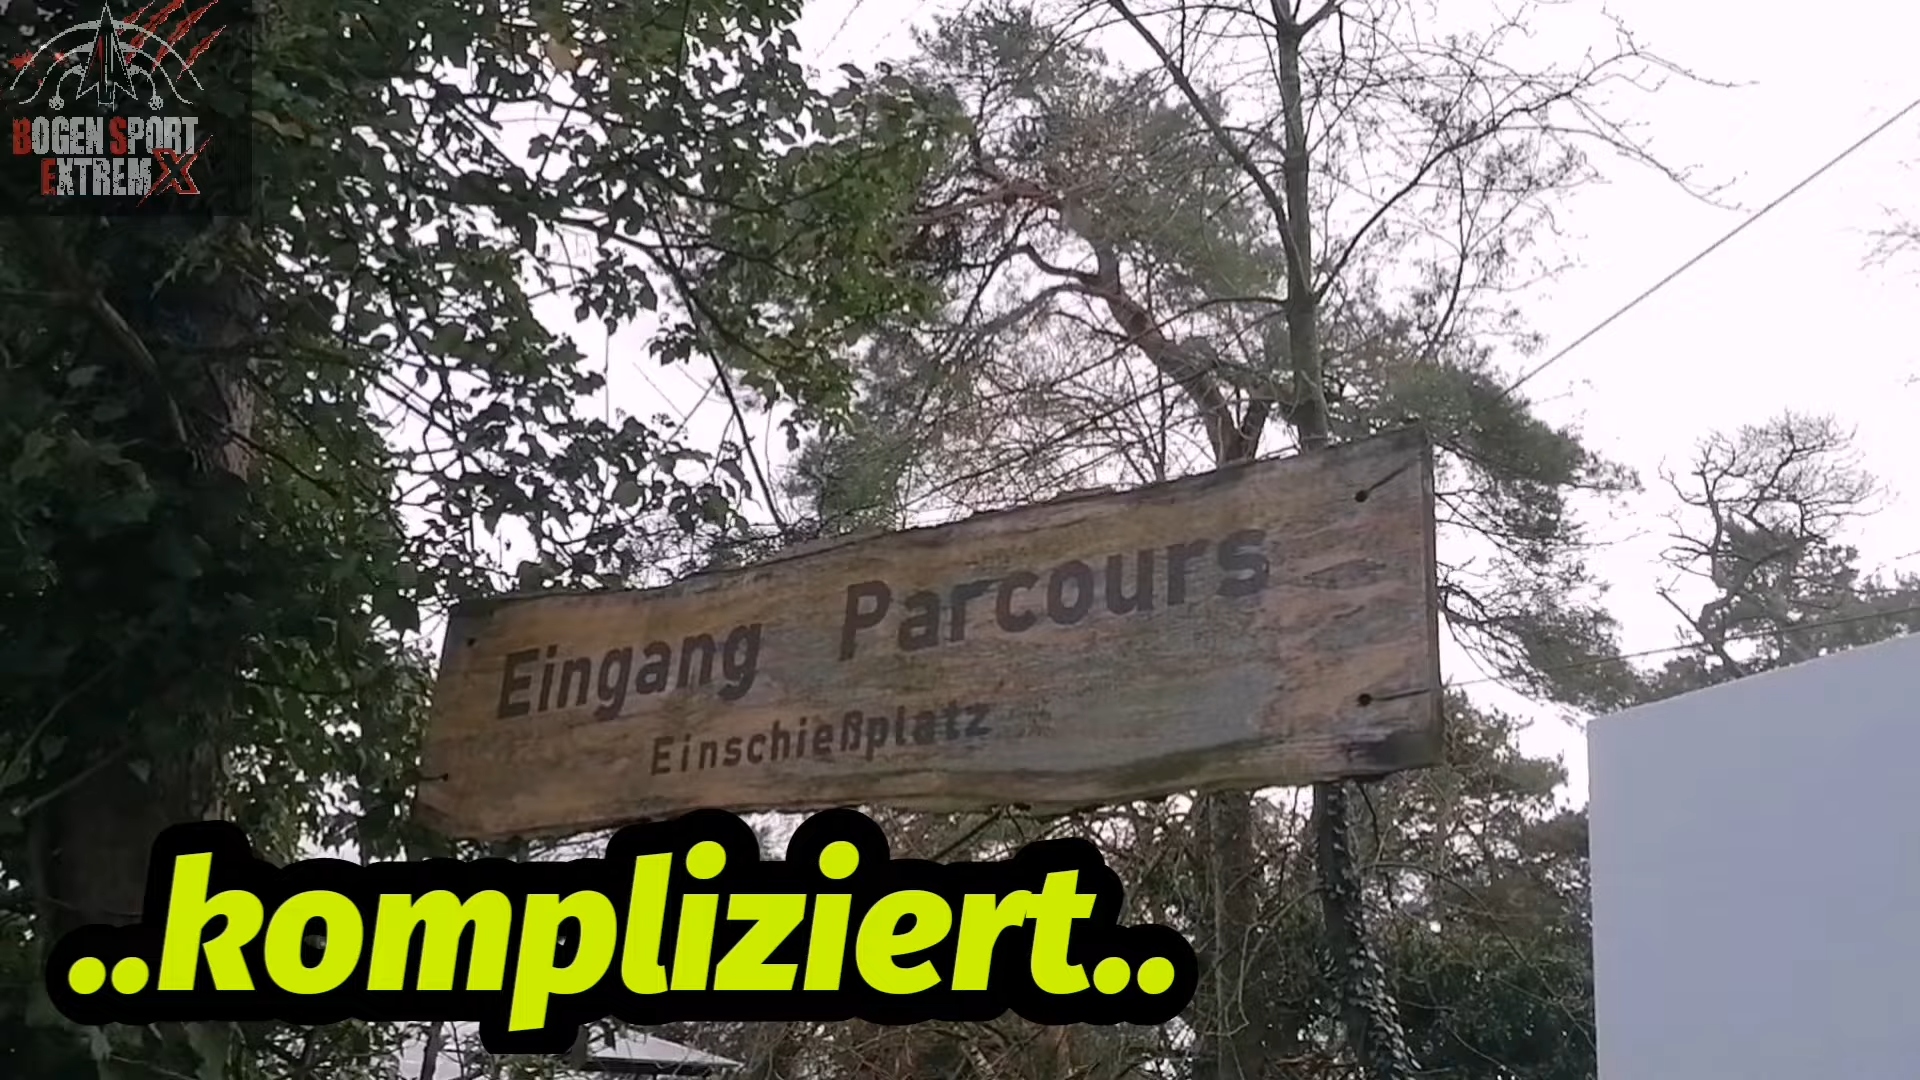 BOGEN SPORT
EXTREM X
Eingang Parcours
Einschießplatz
..kompliziert..